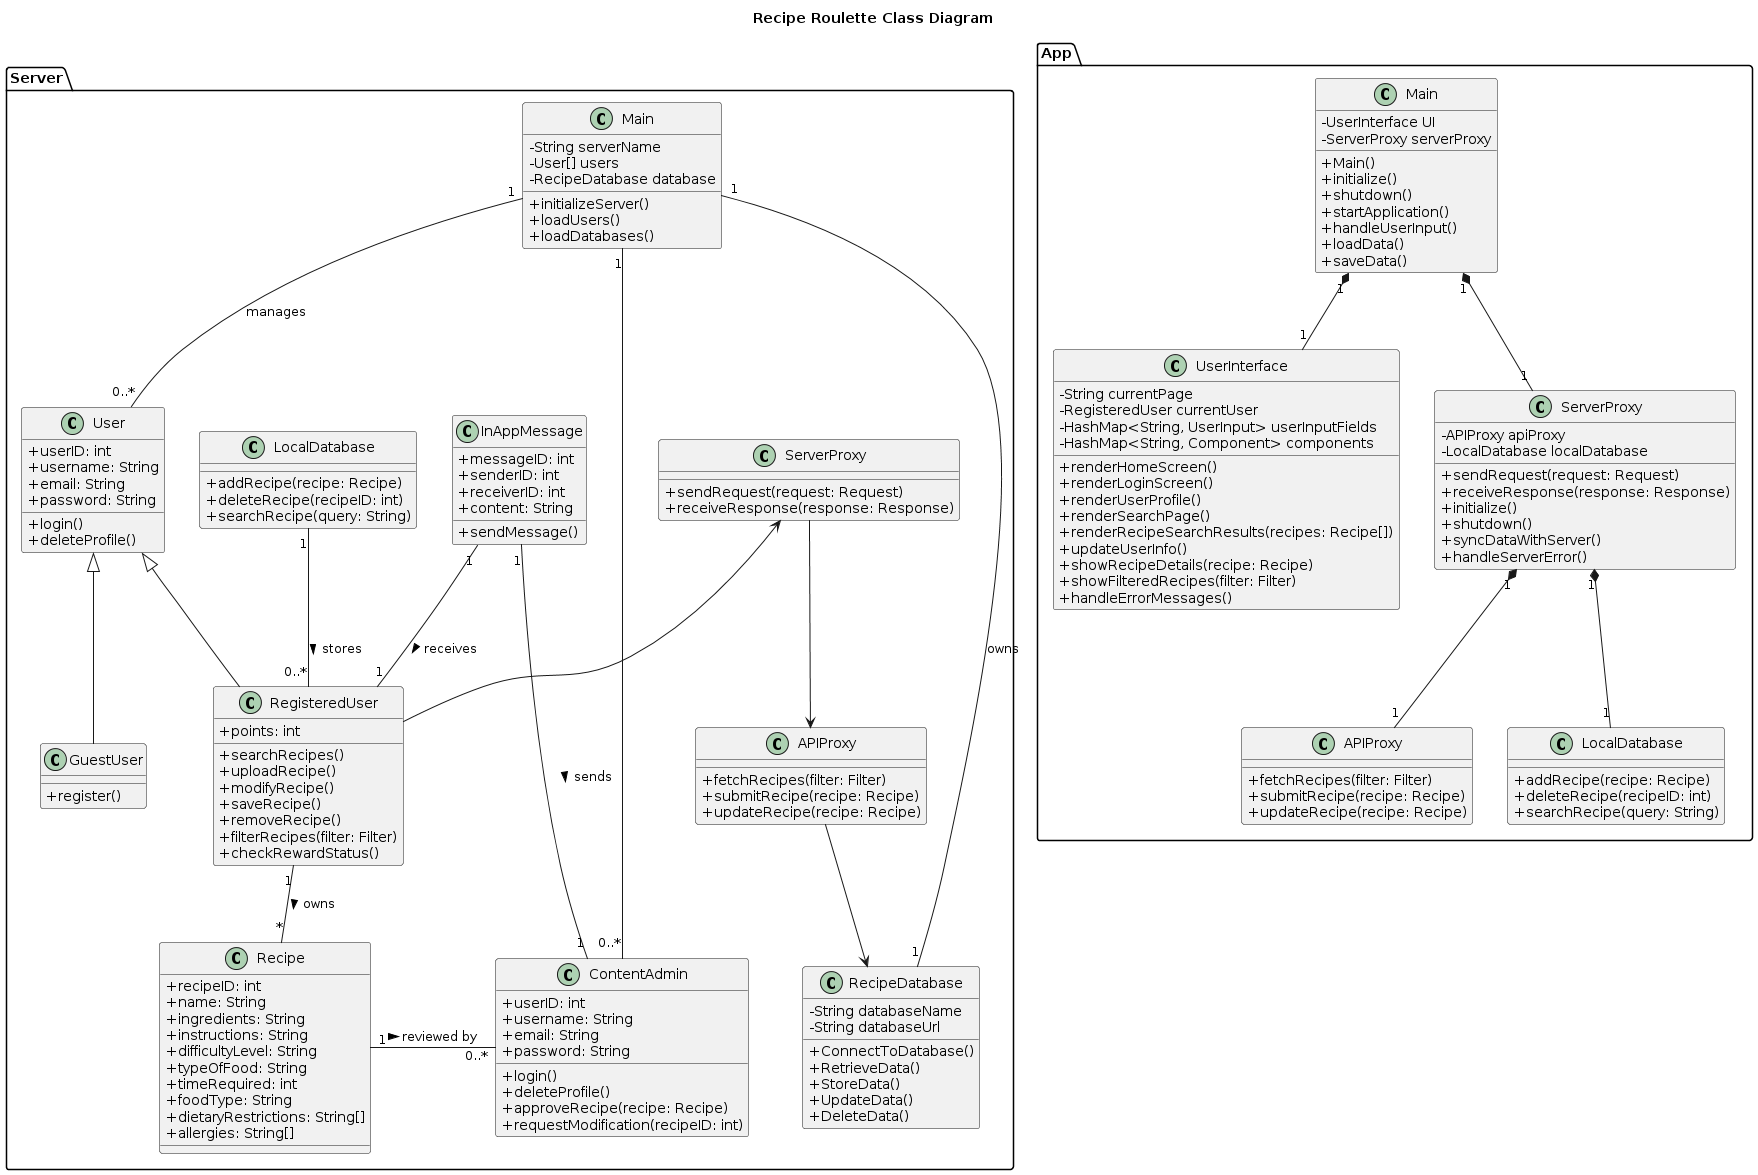 Recipe Roulette Class Diagram
Server
C Main
-String serverName
-User[] users
-RecipeDatabase database
+initializeServer()
+loadUsers()
+loadDatabases()
1
1
1
manages
0..*
C User
+userID: int
+username: String
+email: String
+password: String
+login()
+deleteProfile()
C LocalDatabase
+addRecipe(recipe: Recipe)
+deleteRecipe(recipeID: int)
+searchRecipe(query: String)
C InAppMessage
+messageID: int
+senderID: int
+receiverID: int
+content: String
+sendMessage()
C ServerProxy
+sendRequest(request: Request)
+receiveResponse(response: Response)
1
1
1
stores
receives
owns
0..*
1
C RegisteredUser
+points: int
+searchRecipes()
+uploadRecipe()
+modifyRecipe()
+saveRecipe()
+removeRecipe()
+filterRecipes(filter: Filter)
+checkRewardStatus()
C GuestUser
+register()
sends
C APIProxy
+fetchRecipes(filter: Filter)
+submitRecipe(recipe: Recipe)
+updateRecipe(recipe: Recipe)
1
owns
*
1
0..*
1
C Recipe
+recipeID: int
+name: String
+ingredients: String
+instructions: String
+difficultyLevel: String
+typeOfFood: String
+timeRequired: int
+foodType: String
+dietaryRestrictions: String[]
+allergies: String[]
1
reviewed by
0..*
C ContentAdmin
+userID: int
+username: String
+email: String
+password: String
+login()
+deleteProfile()
+approveRecipe(recipe: Recipe)
+requestModification(recipeID: int)
C RecipeDatabase
-String databaseName
-String databaseUrl
+ConnectToDatabase()
+RetrieveData()
+StoreData()
+UpdateData()
+DeleteData()
App
C Main
-UserInterface UI
-ServerProxy serverProxy
+Main()
+initialize()
+shutdown()
+startApplication()
+handleUserInput()
+loadData()
+saveData()
1
1
1
1
C UserInterface
-String currentPage
-RegisteredUser currentUser
-HashMap<String, UserInput> userInputFields
-HashMap<String, Component> components
+renderHomeScreen()
+renderLoginScreen()
+renderUserProfile()
+renderSearchPage()
+renderRecipeSearchResults(recipes: Recipe[])
+updateUserInfo()
+showRecipeDetails(recipe: Recipe)
+showFilteredRecipes(filter: Filter)
+handleErrorMessages()
C ServerProxy
-APIProxy apiProxy
-LocalDatabase localDatabase
+sendRequest(request: Request)
+receiveResponse(response: Response)
+initialize()
+shutdown()
+syncDataWithServer()
+handleServerError()
1
1
1
1
C APIProxy
+fetchRecipes(filter: Filter)
+submitRecipe(recipe: Recipe)
+updateRecipe(recipe: Recipe)
C LocalDatabase
+addRecipe(recipe: Recipe)
+deleteRecipe(recipeID: int)
+searchRecipe(query: String)